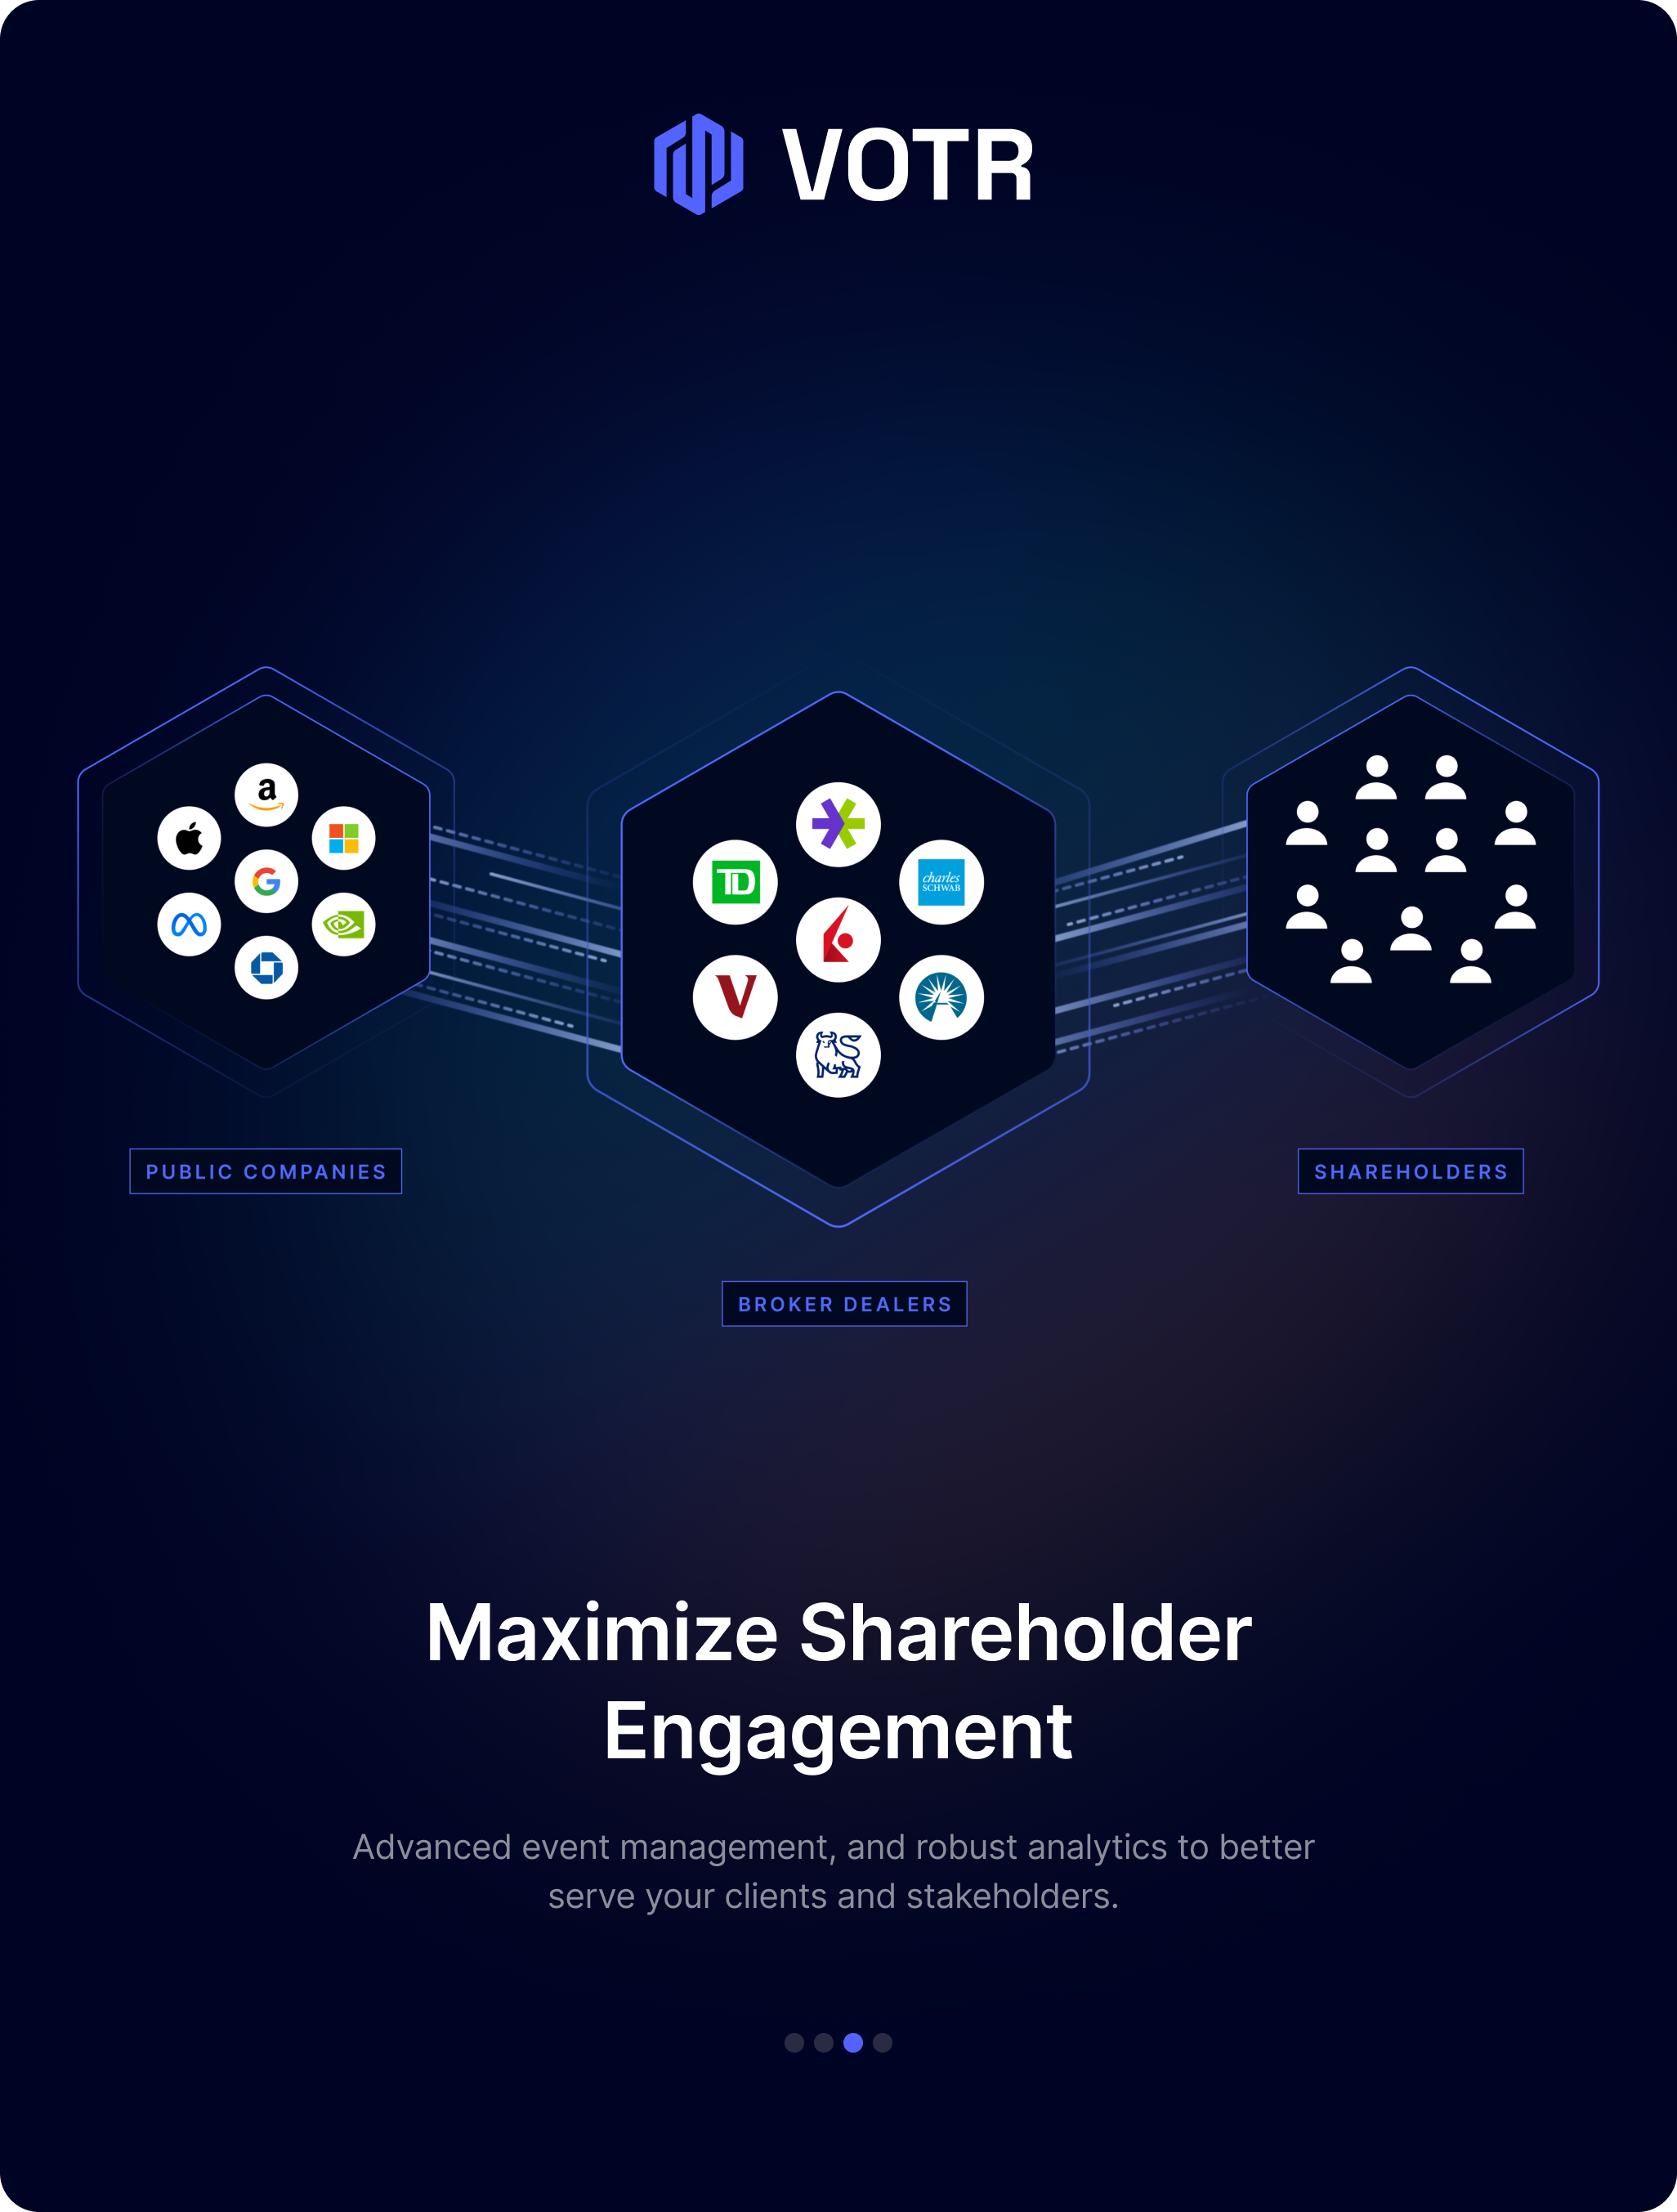 VOTR
a
TD
charles
SCHWAB
PUBLIC COMPANIES
SHAREHOLDERS
BROKER DEALERS
Maximize Shareholder
Engagement
Advanced event management, and robust analytics to better
serve your clients and stakeholders.